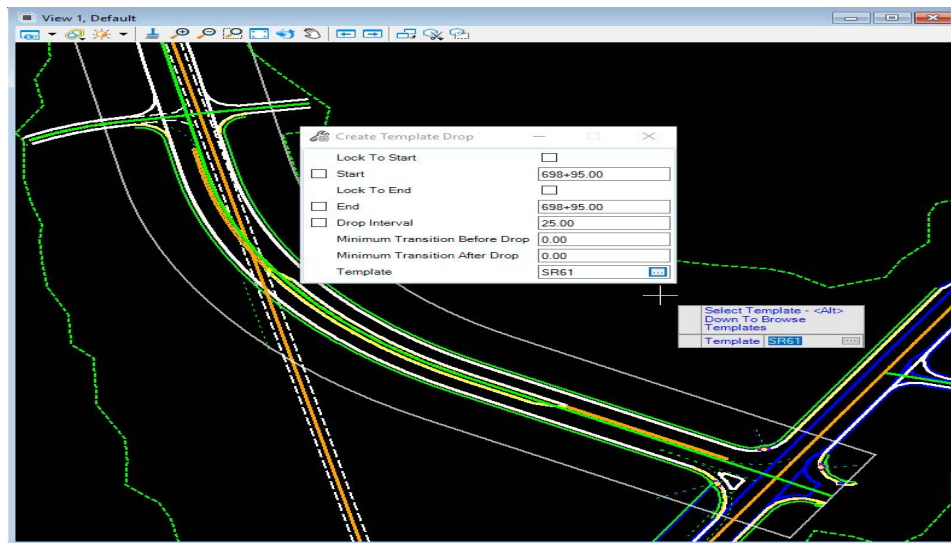 View 1, Default
Create Template Drop
Lock To Start
Start 698+95.00
Lock To End
End 698+95.00
Drop Interval 25.00
Minimum Transition Before Drop 0.00
Minimum Transition After Drop 0.00
Template SR61
Select Template - <Alt>
Down To Browse
Templates
Template SR61